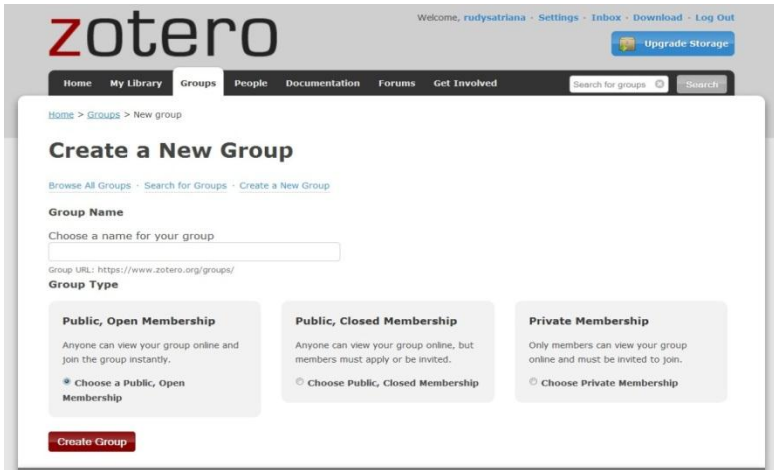 zotero
Welcome, rudysatriana · Settings · Inbox · Download · Log Out
Upgrade Storage
Home My Library Groups People Documentation Forums Get Involved
Search for groups
Search
Home > Groups > New group
Create a New Group
Browse All Groups · Search for Groups · Create a New Group
Group Name
Choose a name for your group
Group URL: https://www.zotero.org/groups/
Group Type
Public, Open Membership
Anyone can view your group online and
join the group instantly.
Choose a Public, Open
Membership
Public, Closed Membership
Anyone can view your group online, but
members must apply or be invited.
Choose Public, Closed Membership
Private Membership
Only members can view your group
online and must be invited to join.
Choose Private Membership
Create Group